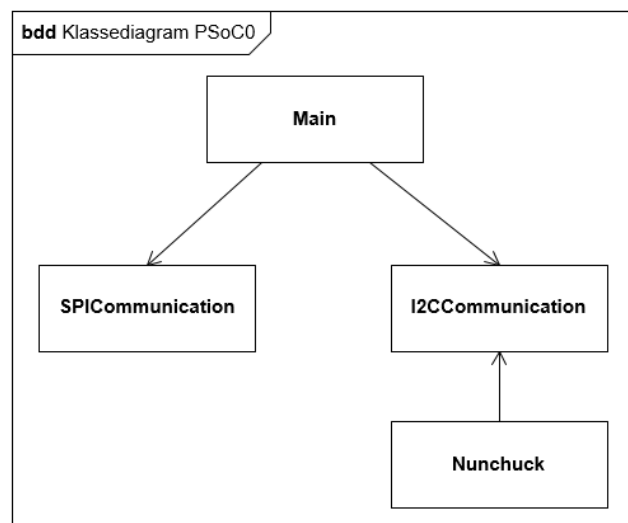 bdd Klassediagram PSoC0
Main
SPICommunication
I2CCommunication
Nunchuck